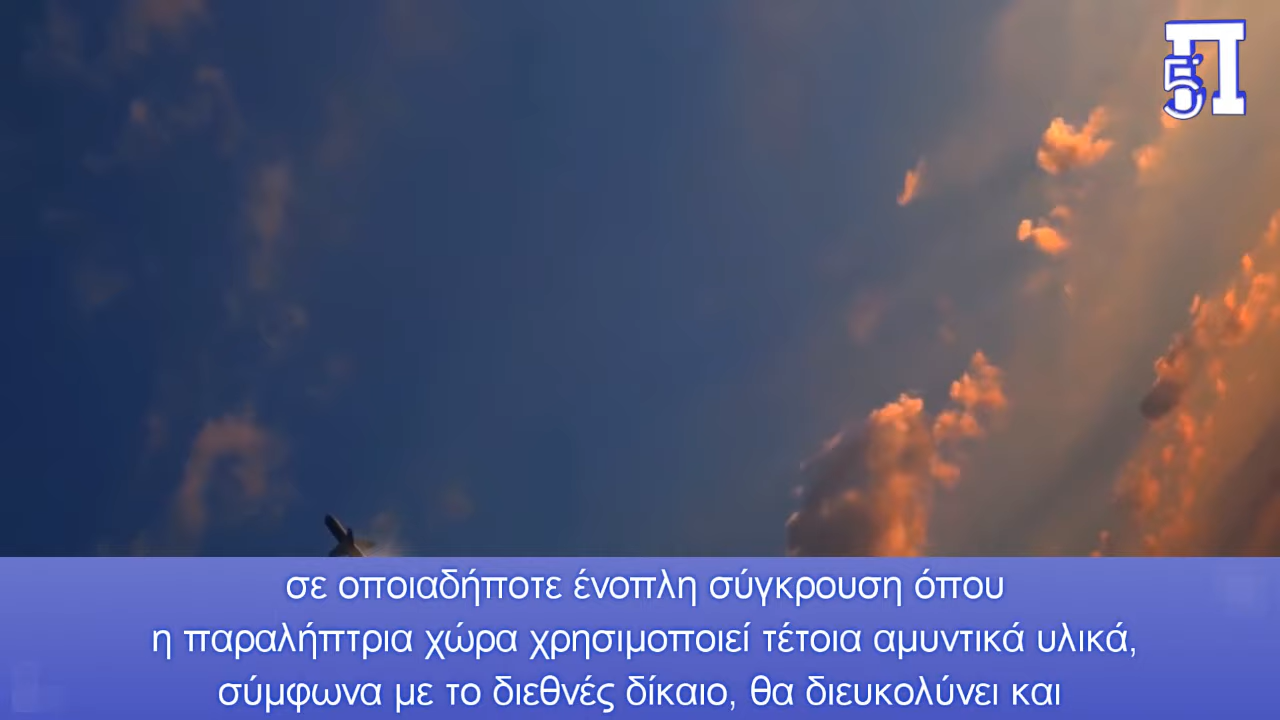 5' Π
σε οποιαδήποτε ένοπλη σύγκρουση όπου
η παραλήπτρια χώρα χρησιμοποιεί τέτοια αμυντικά υλικά,
σύμφωνα με το διεθνές δίκαιο, θα διευκολύνει και